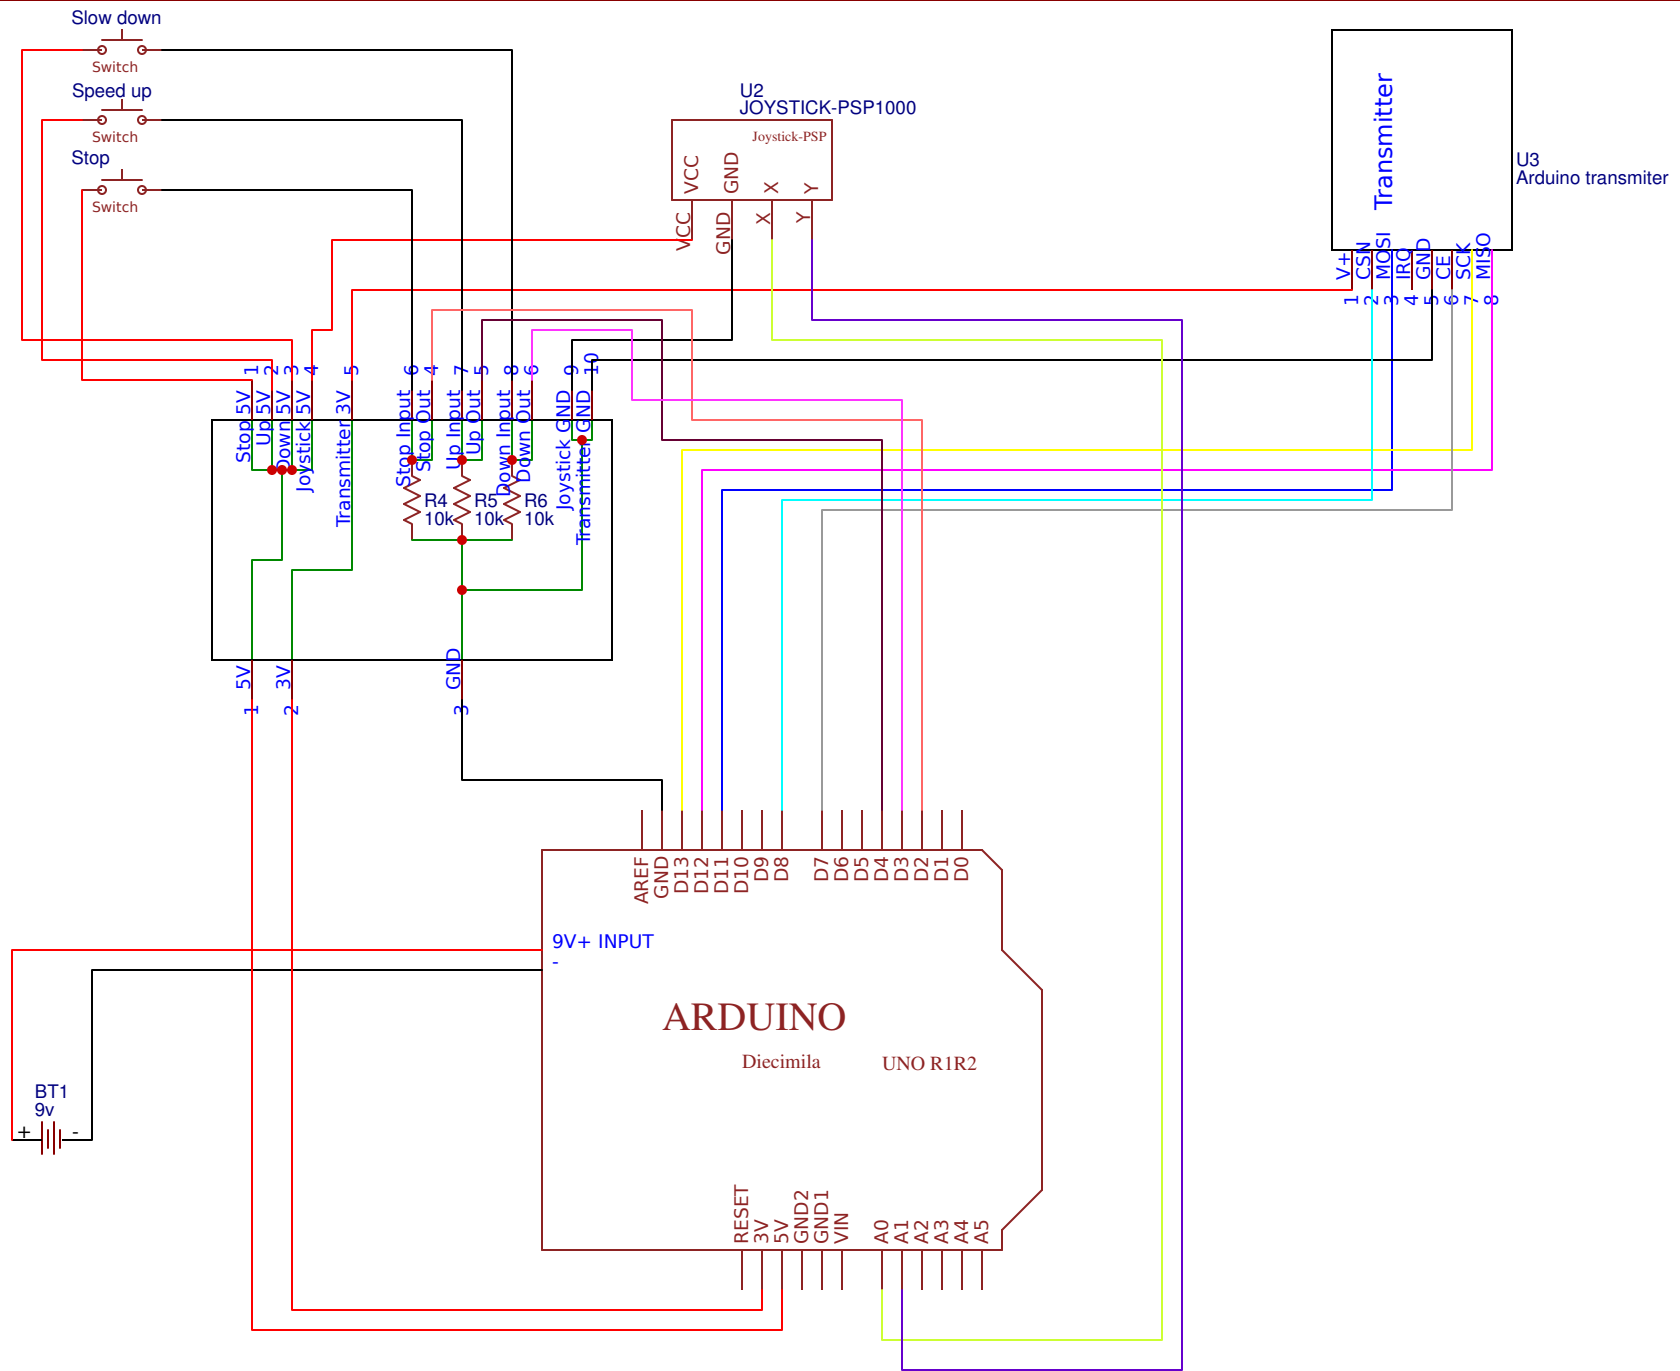 Slow down
Switch
Speed up
Switch
Stop
Switch
U2
JOYSTICK-PSP1000
Joystick-PSP
VCC
GND
X
Y
VCC
GND
X
Y
Transmitter
U3
Arduino transmiter
V+
CSN
MOSI
IRQ
GND
CE
SCK
MISO
1
2
3
4
5
6
7
8
1
2
3
4
5
6
4
7
5
8
6
9
10
Stop 5V
Up 5V
Down 5V
Joystick 5V
Transmitter 3V
Stop Input
Stop Out
Up Input
Up Out
Down Input
Down Out
Joystick GND
Transmitter GND
R4
10k
R5
10k
R6
10k
5V
3V
GND
1
2
3
AREF
GND
D13
D12
D11
D10
D9
D8
D7
D6
D5
D4
D3
D2
D1
D0
9V+ INPUT
-
ARDUINO
Diecimila
UNO R1R2
BT1
9v
+
-
RESET
3V
5V
GND2
GND1
VIN
A0
A1
A2
A3
A4
A5